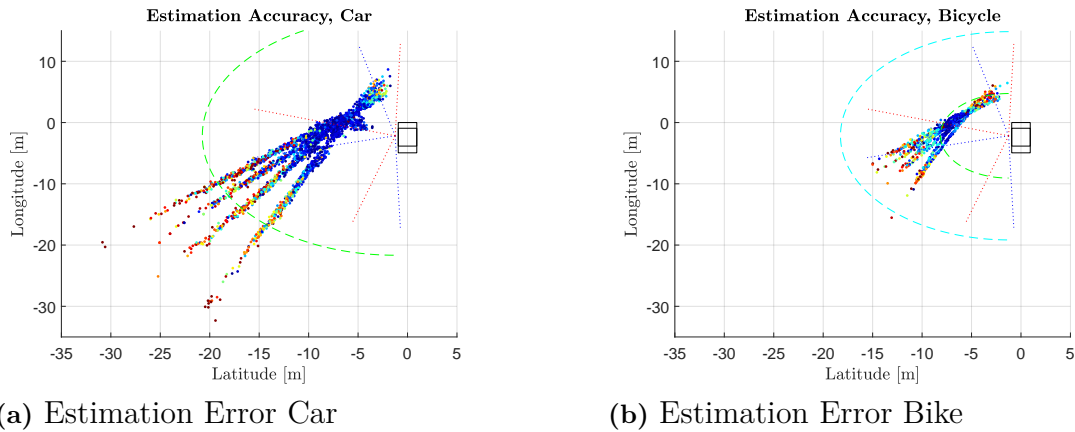 Estimation Accuracy, Car
10
0
-10
-20
-30
Longitude [m]
-35 -30 -25 -20 -15 -10 -5 0 5
Latitude [m]
(a) Estimation Error Car
Estimation Accuracy, Bicycle
10
0
-10
-20
-30
Longitude [m]
-35 -30 -25 -20 -15 -10 -5 0 5
Latitude [m]
(b) Estimation Error Bike